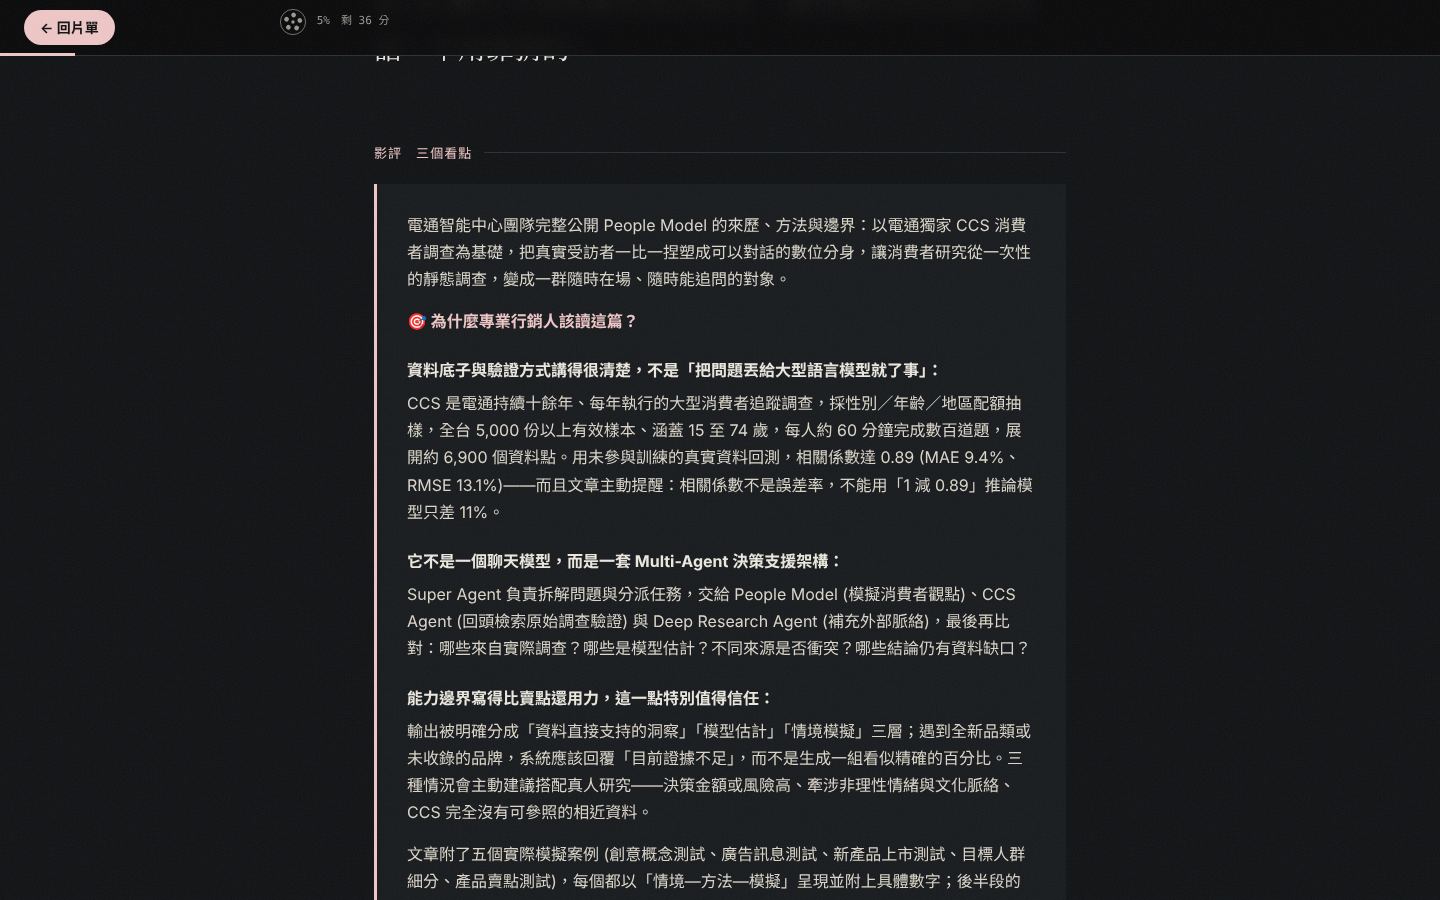 ← 回片單
5% 剩 36 分
影評 三個看點
電通智能中心團隊完整公開 People Model 的來歷、方法與邊界：以電通獨家 CCS 消費
者調查為基礎，把真實受訪者一比一捏塑成可以對話的數位分身，讓消費者研究從一次性
的靜態調查，變成一群隨時在場、隨時能追問的對象。
🎯 為什麼專業行銷人該讀這篇？
資料底子與驗證方式講得很清楚，不是「把問題丟給大型語言模型就了事」：
CCS 是電通持續十餘年、每年執行的大型消費者追蹤調查，採性別／年齡／地區配額抽
樣，全台 5,000 份以上有效樣本、涵蓋 15 至 74 歲，每人約 60 分鐘完成數百道題，展
開約 6,900 個資料點。用未參與訓練的真實資料回測，相關係數達 0.89 (MAE 9.4%、
RMSE 13.1%)——而且文章主動提醒：相關係數不是誤差率，不能用「1 減 0.89」推論模
型只差 11%。
它不是一個聊天模型，而是一套 Multi-Agent 決策支援架構：
Super Agent 負責拆解問題與分派任務，交給 People Model (模擬消費者觀點)、CCS
Agent (回頭檢索原始調查驗證) 與 Deep Research Agent (補充外部脈絡)，最後再比
對：哪些來自實際調查？哪些是模型估計？不同來源是否衝突？哪些結論仍有資料缺口？
能力邊界寫得比賣點還用力，這一點特別值得信任：
輸出被明確分成「資料直接支持的洞察」「模型估計」「情境模擬」三層；遇到全新品類或
未收錄的品牌，系統應該回覆「目前證據不足」，而不是生成一組看似精確的百分比。三
種情況會主動建議搭配真人研究——決策金額或風險高、牽涉非理性情緒與文化脈絡、
CCS 完全沒有可參照的相近資料。
文章附了五個實際模擬案例 (創意概念測試、廣告訊息測試、新產品上市測試、目標人群
細分、產品賣點測試)，每個都以「情境—方法—模擬」呈現並附上具體數字；後半段的